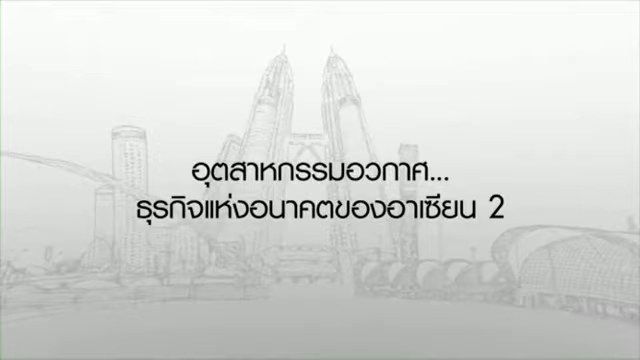 อุตสาหกรรมอวกาศ...
ธุรกิจแห่งอนาคตของอาเซียน 2